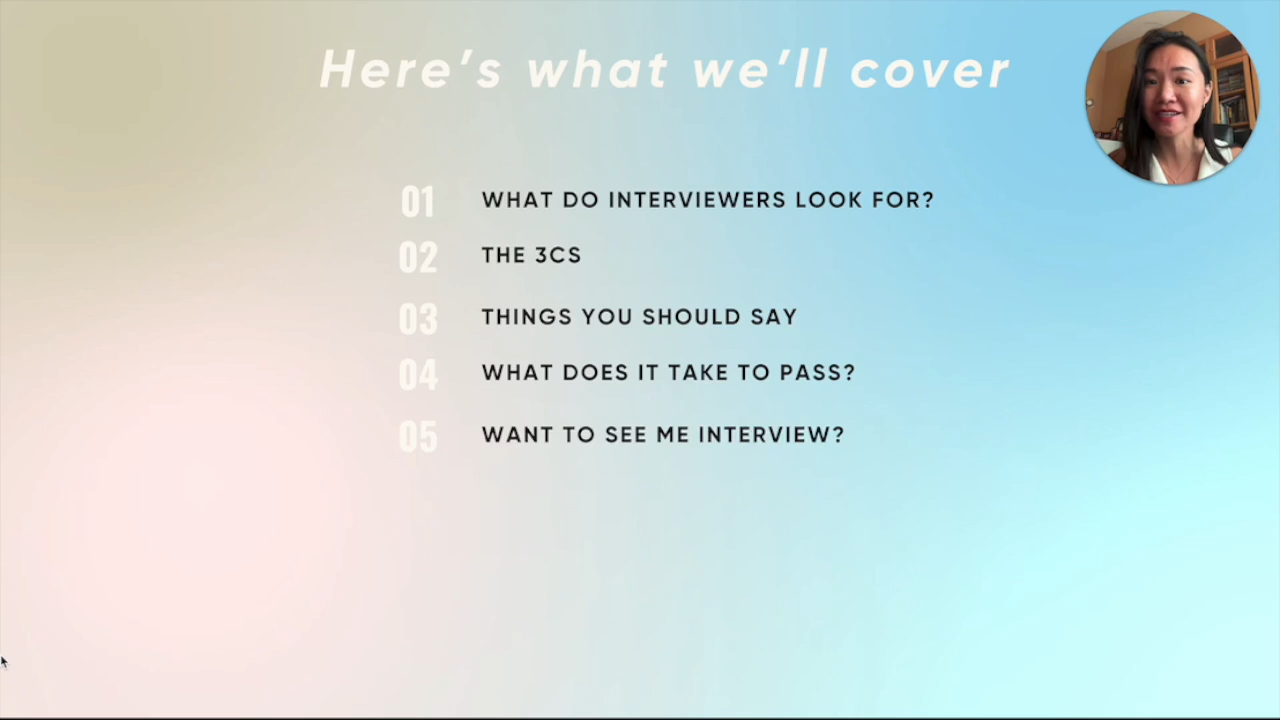 Here's what we'll cover
01 WHAT DO INTERVIEWERS LOOK FOR?
02 THE 3CS
03 THINGS YOU SHOULD SAY
04 WHAT DOES IT TAKE TO PASS?
05 WANT TO SEE ME INTERVIEW?